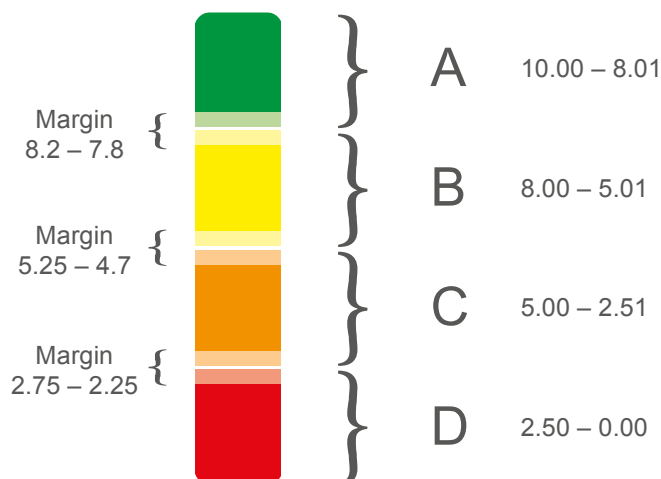 A 10.00 – 8.01
Margin
8.2 – 7.8
B 8.00 – 5.01
Margin
5.25 – 4.7
C 5.00 – 2.51
Margin
2.75 – 2.25
D 2.50 – 0.00